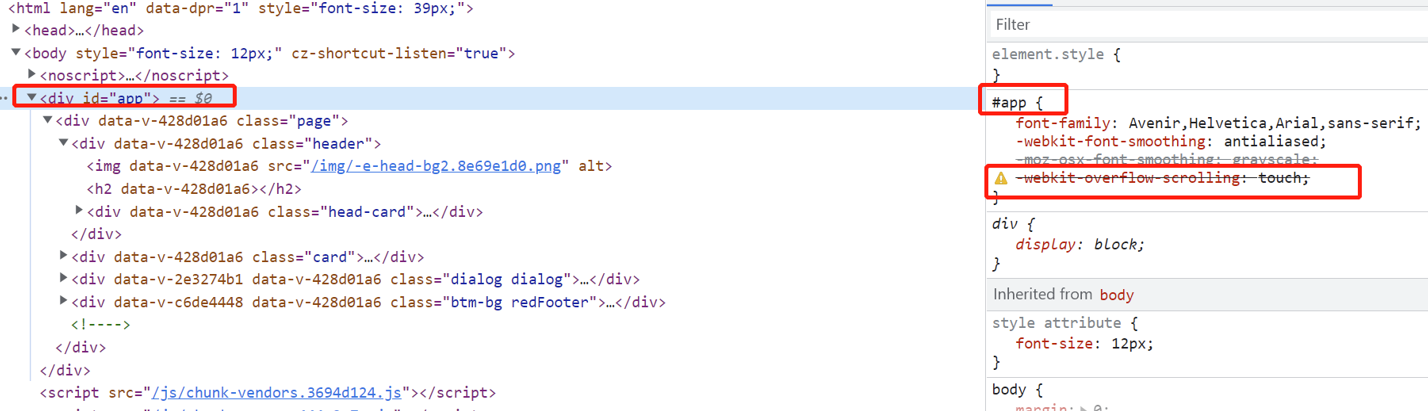 <html lang="en" data-dpr="1" style="font-size: 39px;">
<head>…</head>
<body style="font-size: 12px;" cz-shortcut-listen="true">
<noscript>…</noscript>
<div id="app"> == $0
<div data-v-428d01a6 class="page">
<div data-v-428d01a6 class="header">
<img data-v-428d01a6 src="/img/-e-head-bg2.8e69e1d0.png" alt>
<h2 data-v-428d01a6></h2>
<div data-v-428d01a6 class="head-card">…</div>
</div>
<div data-v-428d01a6 class="card">…</div>
<div data-v-2e3274b1 data-v-428d01a6 class="dialog dialog">…</div>
<div data-v-c6de4448 data-v-428d01a6 class="btm-bg redFooter">…</div>
<!---->
</div>
</div>
<script src="/js/chunk-vendors.3694d124.js"></script>
Filter
element.style {
}
#app {
font-family: Avenir,Helvetica,Arial,sans-serif;
-webkit-font-smoothing: antialiased;
-moz-osx-font-smoothing: grayscale;
-webkit-overflow-scrolling: touch;
}
div {
display: block;
}
Inherited from body
style attribute {
font-size: 12px;
}
body {
margin: 0;